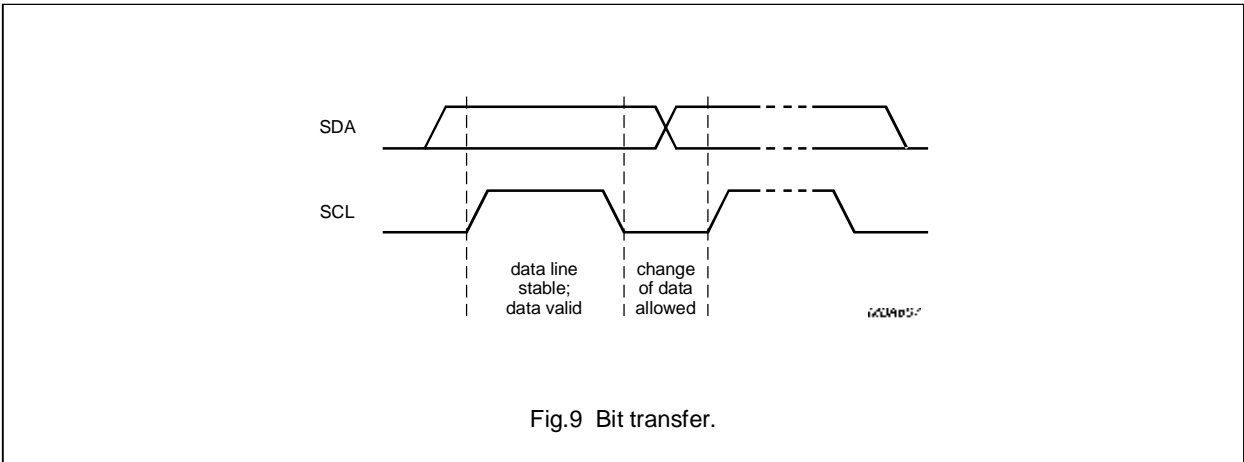 SDA
SCL
data line
stable;
data valid
change
of data
allowed
Fig.9 Bit transfer.